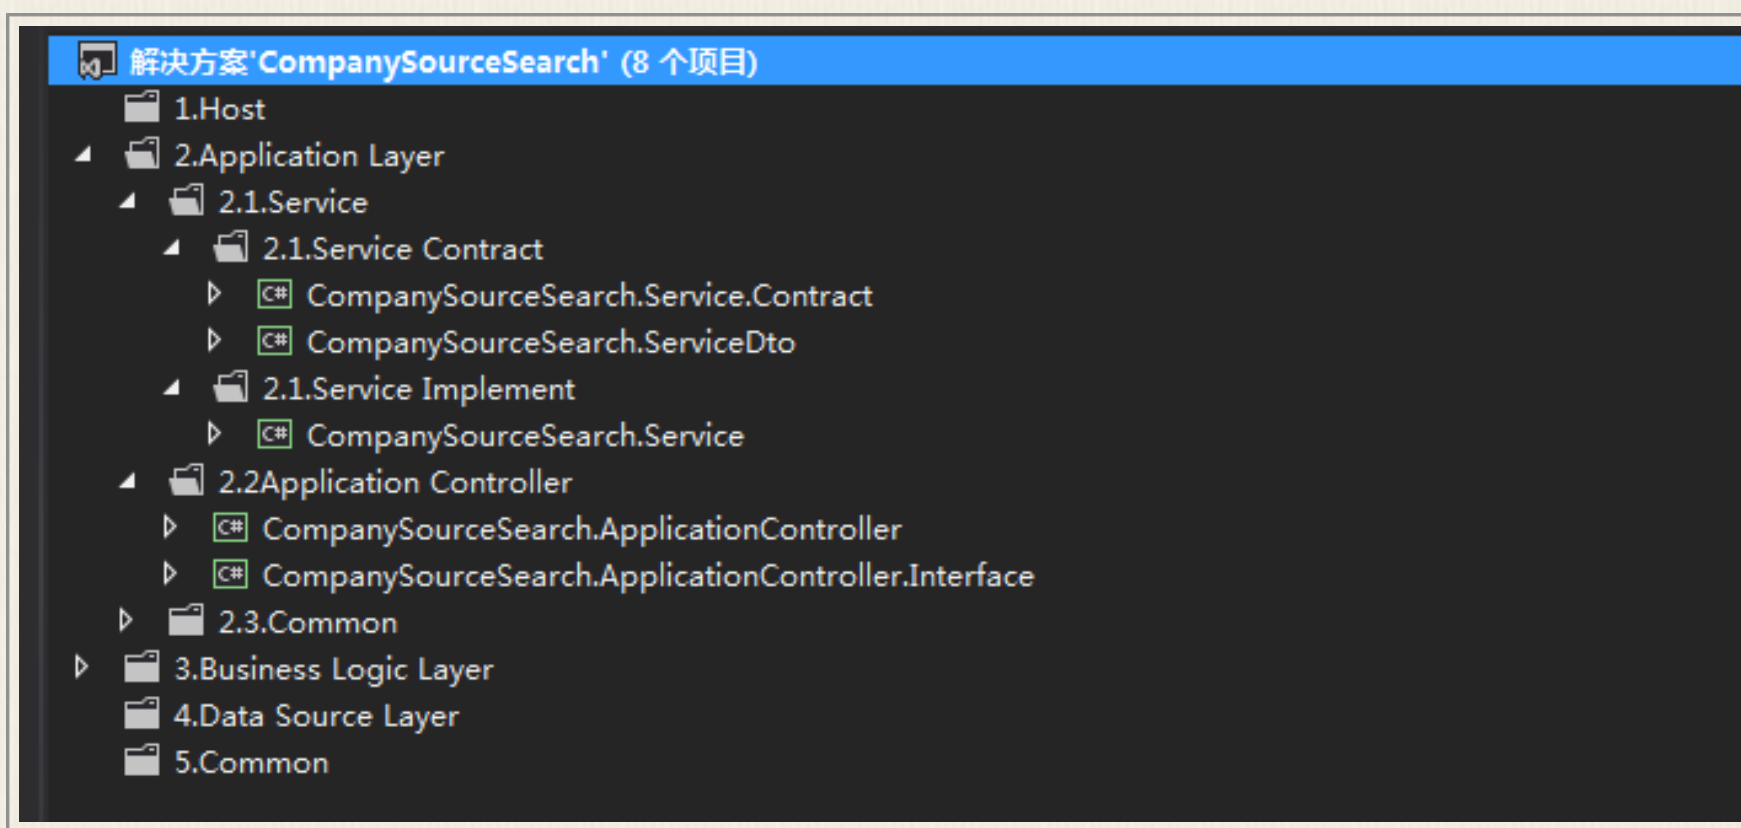 解决方案'CompanySourceSearch' (8 个项目)
1.Host
2.Application Layer
2.1.Service
2.1.Service Contract
C# CompanySourceSearch.Service.Contract
C# CompanySourceSearch.ServiceDto
2.1.Service Implement
C# CompanySourceSearch.Service
2.2Application Controller
C# CompanySourceSearch.ApplicationController
C# CompanySourceSearch.ApplicationController.Interface
2.3.Common
3.Business Logic Layer
4.Data Source Layer
5.Common